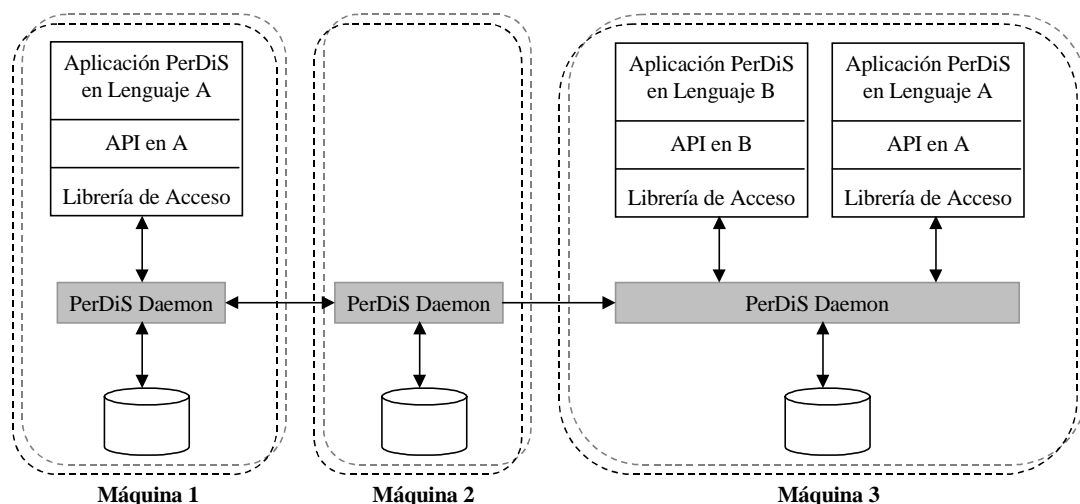 Aplicación PerDiS
en Lenguaje A
API en A
Librería de Acceso
Aplicación PerDiS
en Lenguaje B
API en B
Librería de Acceso
Aplicación PerDiS
en Lenguaje A
API en A
Librería de Acceso
PerDiS Daemon
PerDiS Daemon
PerDiS Daemon
Máquina 1
Máquina 2
Máquina 3